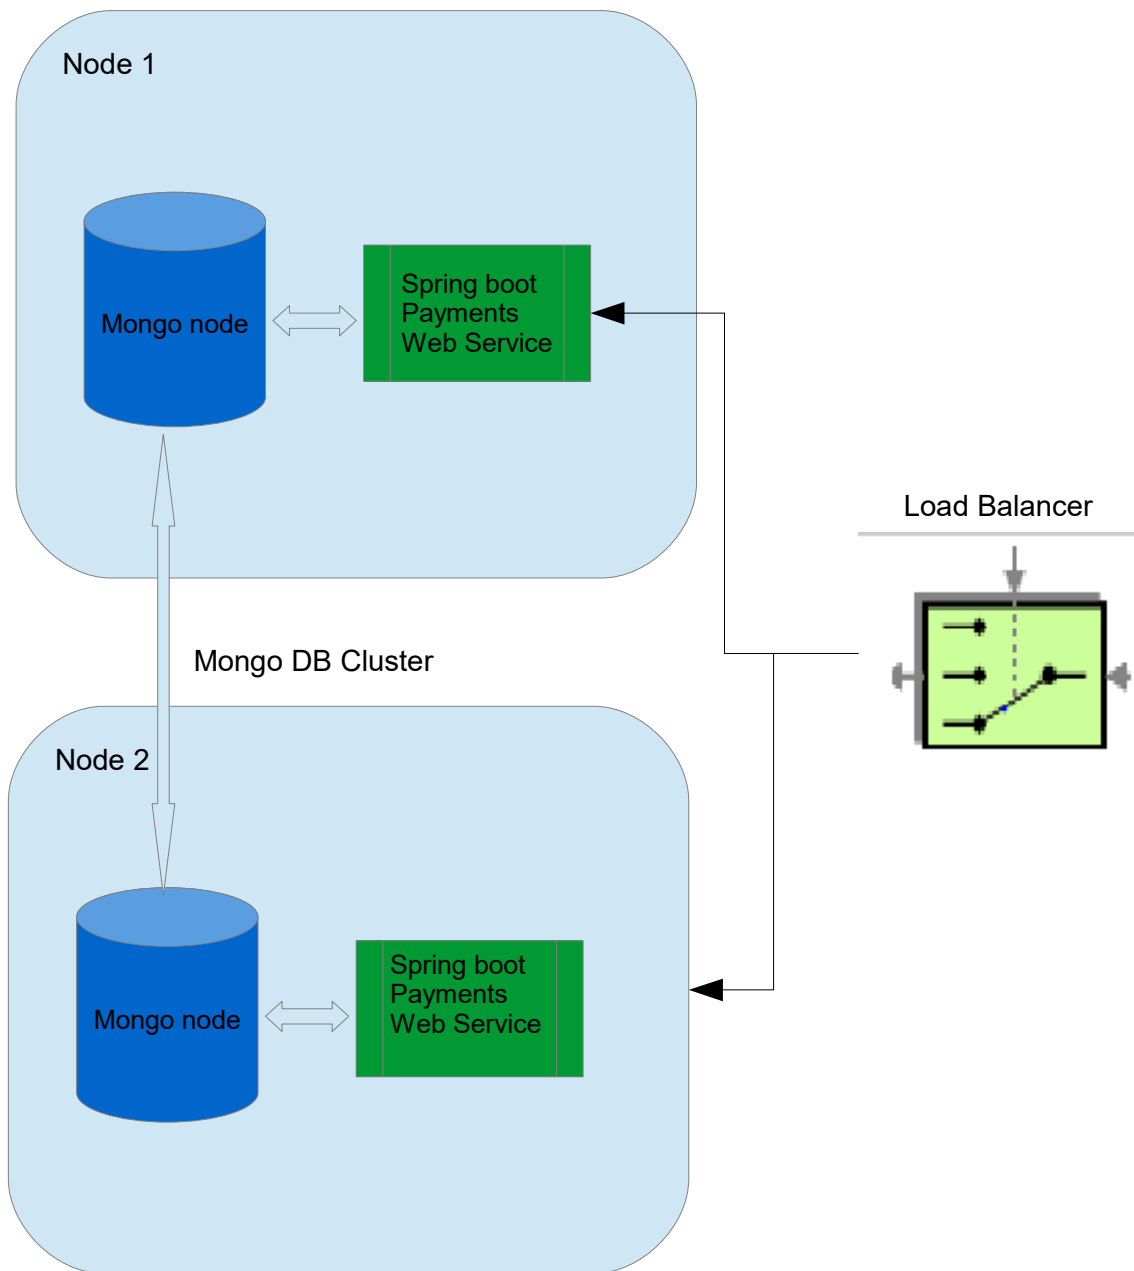 Node 1
Mongo node
Spring boot
Payments
Web Service
Load Balancer
Mongo DB Cluster
Node 2
Mongo node
Spring boot
Payments
Web Service